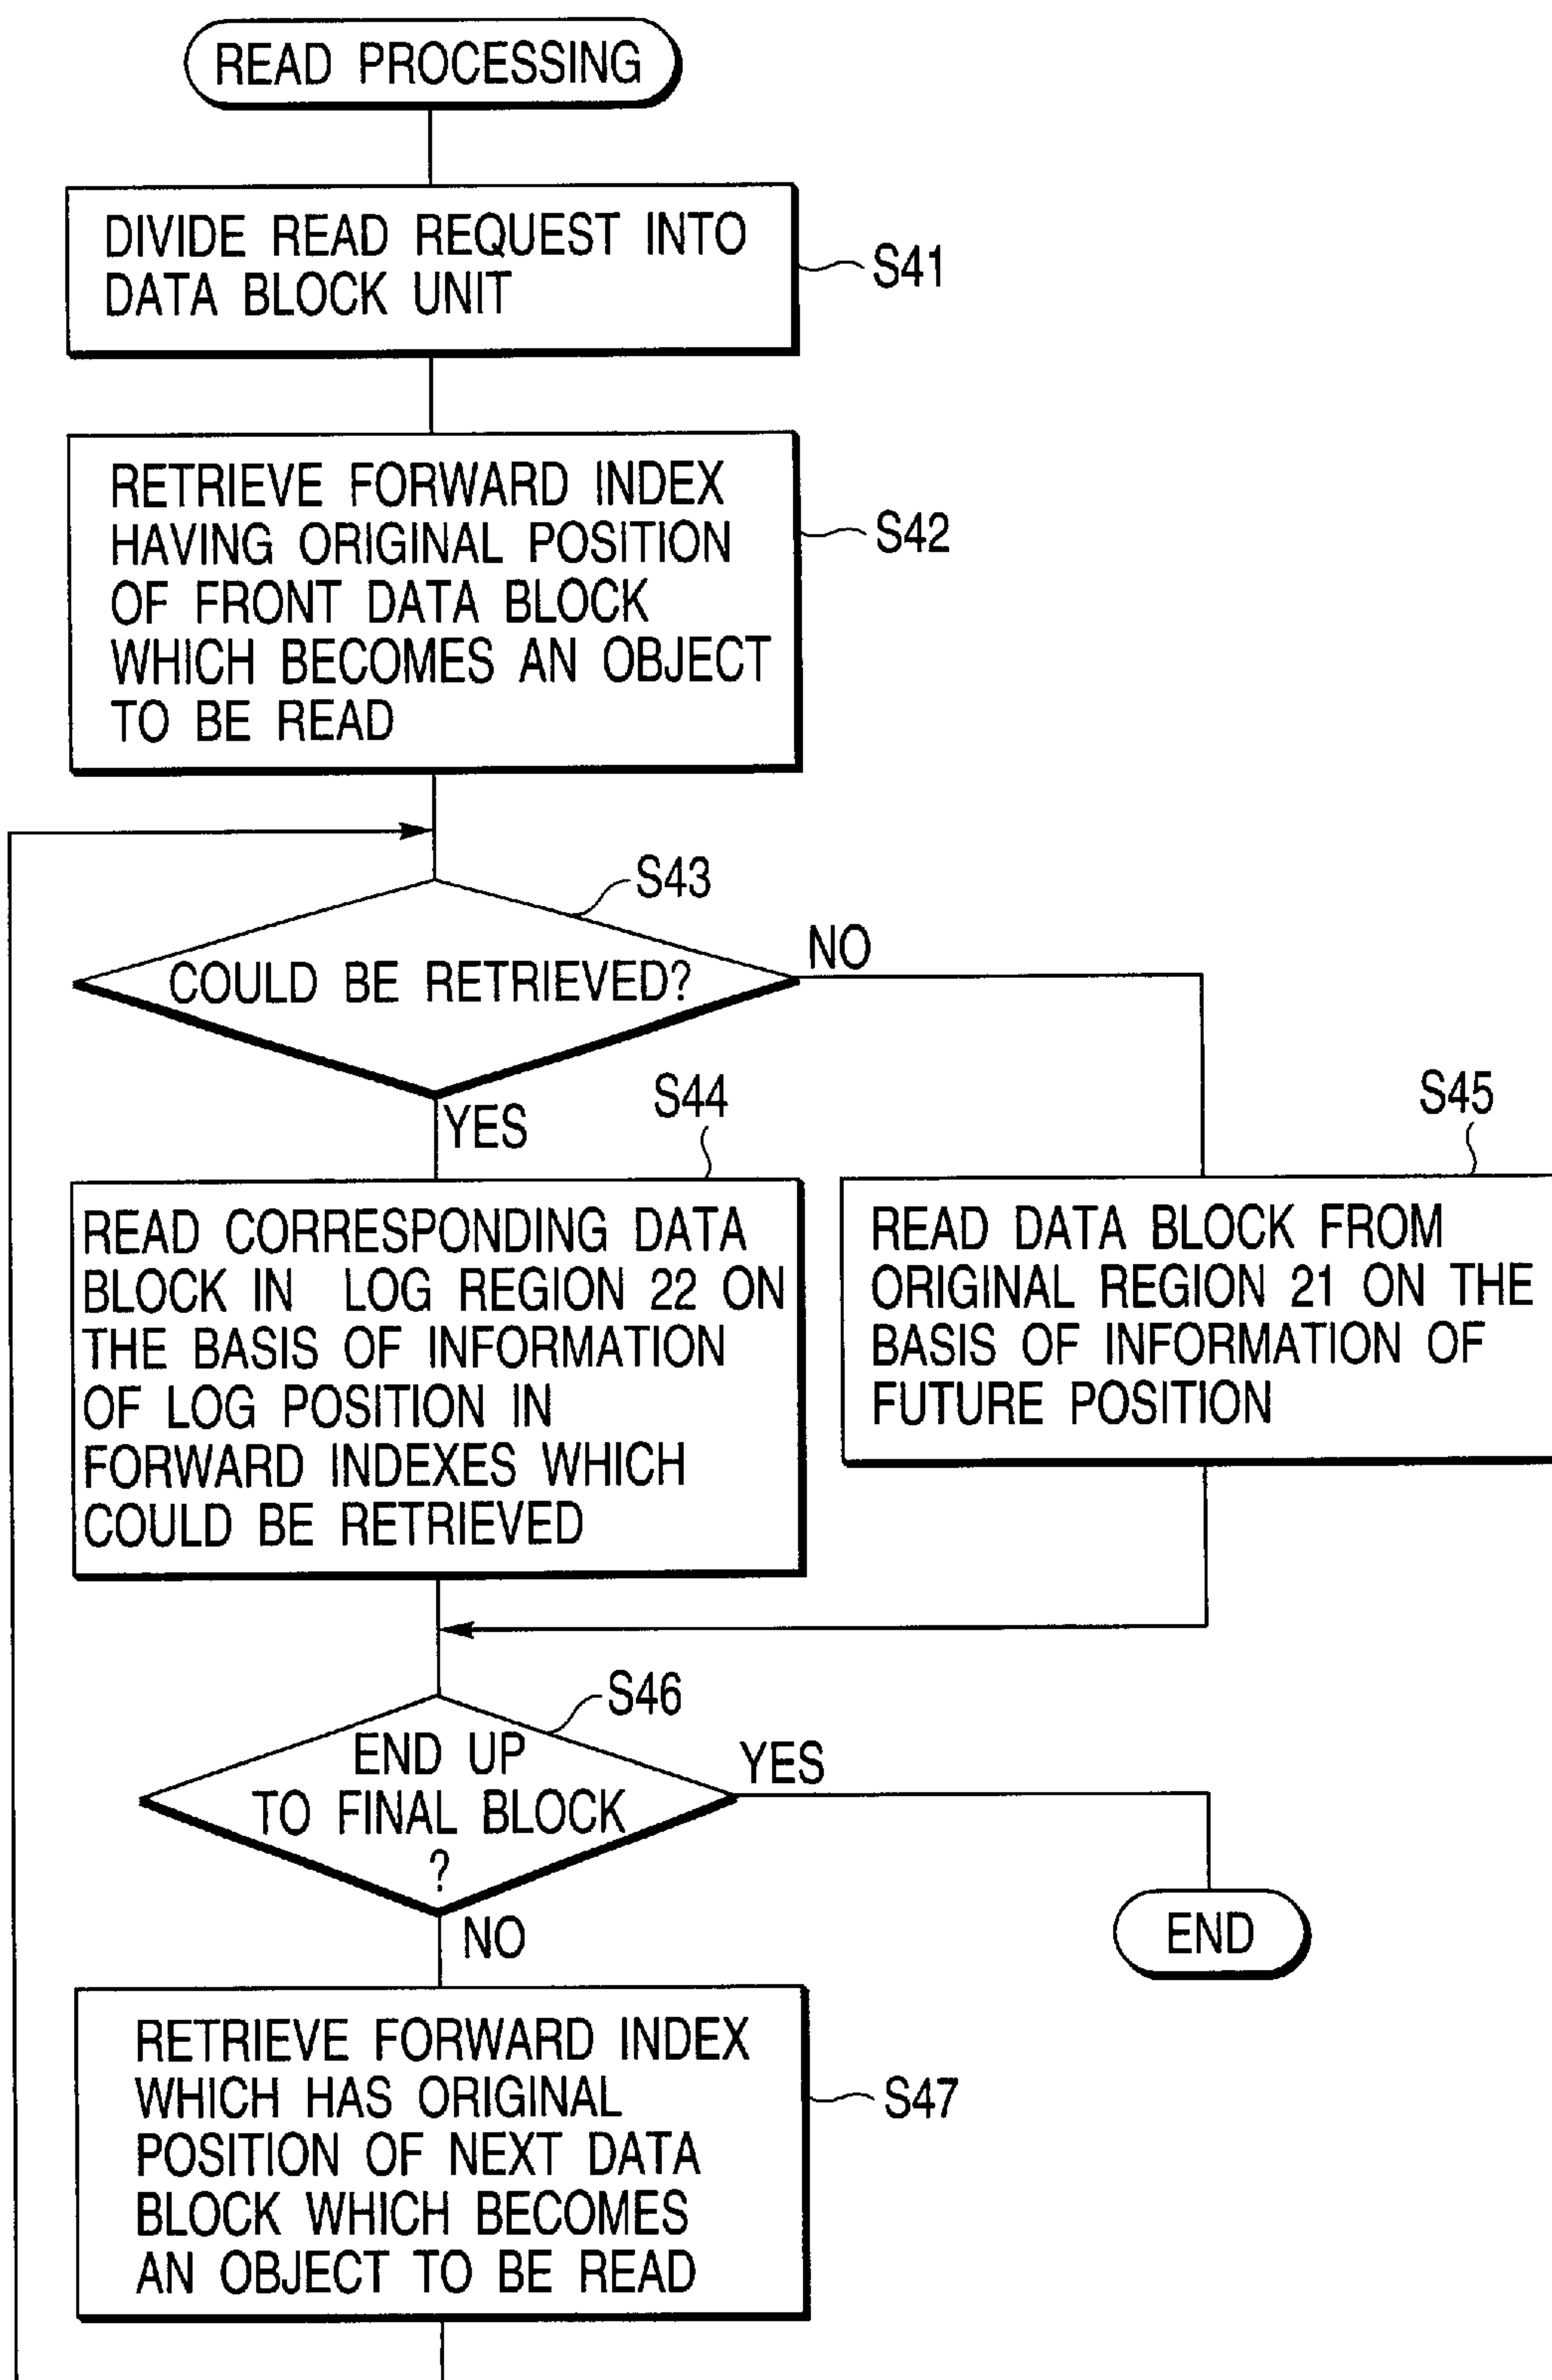 READ PROCESSING
DIVIDE READ REQUEST INTO
DATA BLOCK UNIT
S41
RETRIEVE FORWARD INDEX
HAVING ORIGINAL POSITION
OF FRONT DATA BLOCK
WHICH BECOMES AN OBJECT
TO BE READ
S42
S43
COULD BE RETRIEVED?
NO
YES
S44
READ CORRESPONDING DATA
BLOCK IN LOG REGION 22 ON
THE BASIS OF INFORMATION
OF LOG POSITION IN
FORWARD INDEXES WHICH
COULD BE RETRIEVED
S45
READ DATA BLOCK FROM
ORIGINAL REGION 21 ON THE
BASIS OF INFORMATION OF
FUTURE POSITION
S46
END UP
TO FINAL BLOCK
?
YES
END
NO
RETRIEVE FORWARD INDEX
WHICH HAS ORIGINAL
POSITION OF NEXT DATA
BLOCK WHICH BECOMES
AN OBJECT TO BE READ
S47